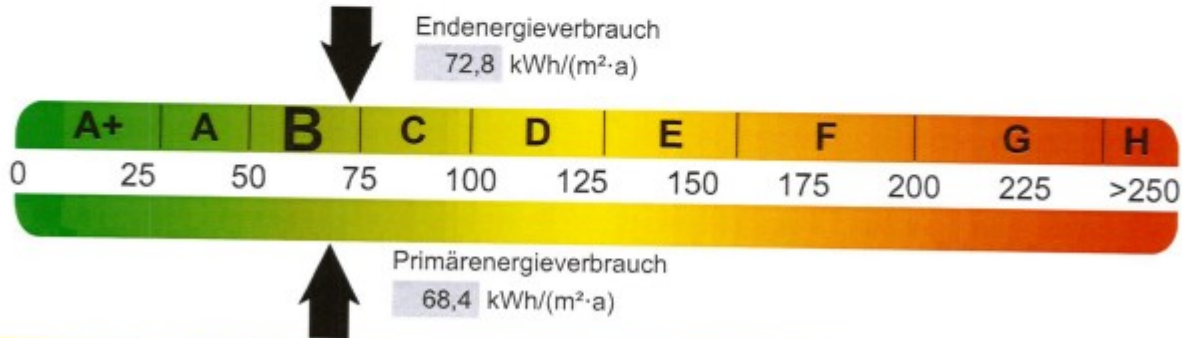 Endenergieverbrauch
72,8 kWh/(m²·a)
A+ A B C D E F G H
0 25 50 75 100 125 150 175 200 225 >250
Primärenergieverbrauch
68,4 kWh/(m²·a)